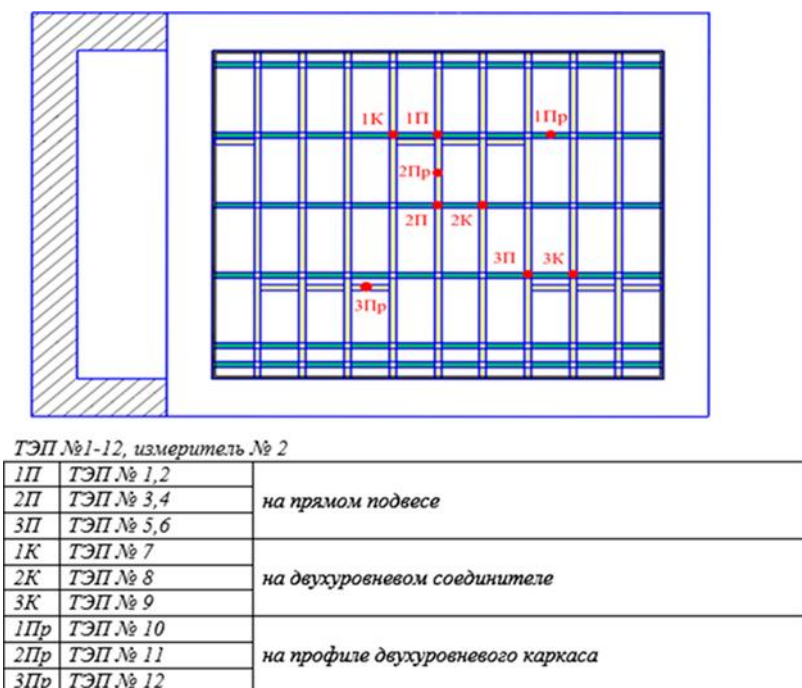 1К 1П 1Пр
2Пр
2П 2К
3П 3К
3Пр
ТЭП №1-12, измеритель № 2
1П ТЭП № 1,2
2П ТЭП № 3,4 на прямом подвесе
3П ТЭП № 5,6
1К ТЭП № 7
2К ТЭП № 8 на двухуровневом соединителе
3К ТЭП № 9
1Пр ТЭП № 10
2Пр ТЭП № 11 на профиле двухуровневого каркаса
3Пр ТЭП № 12